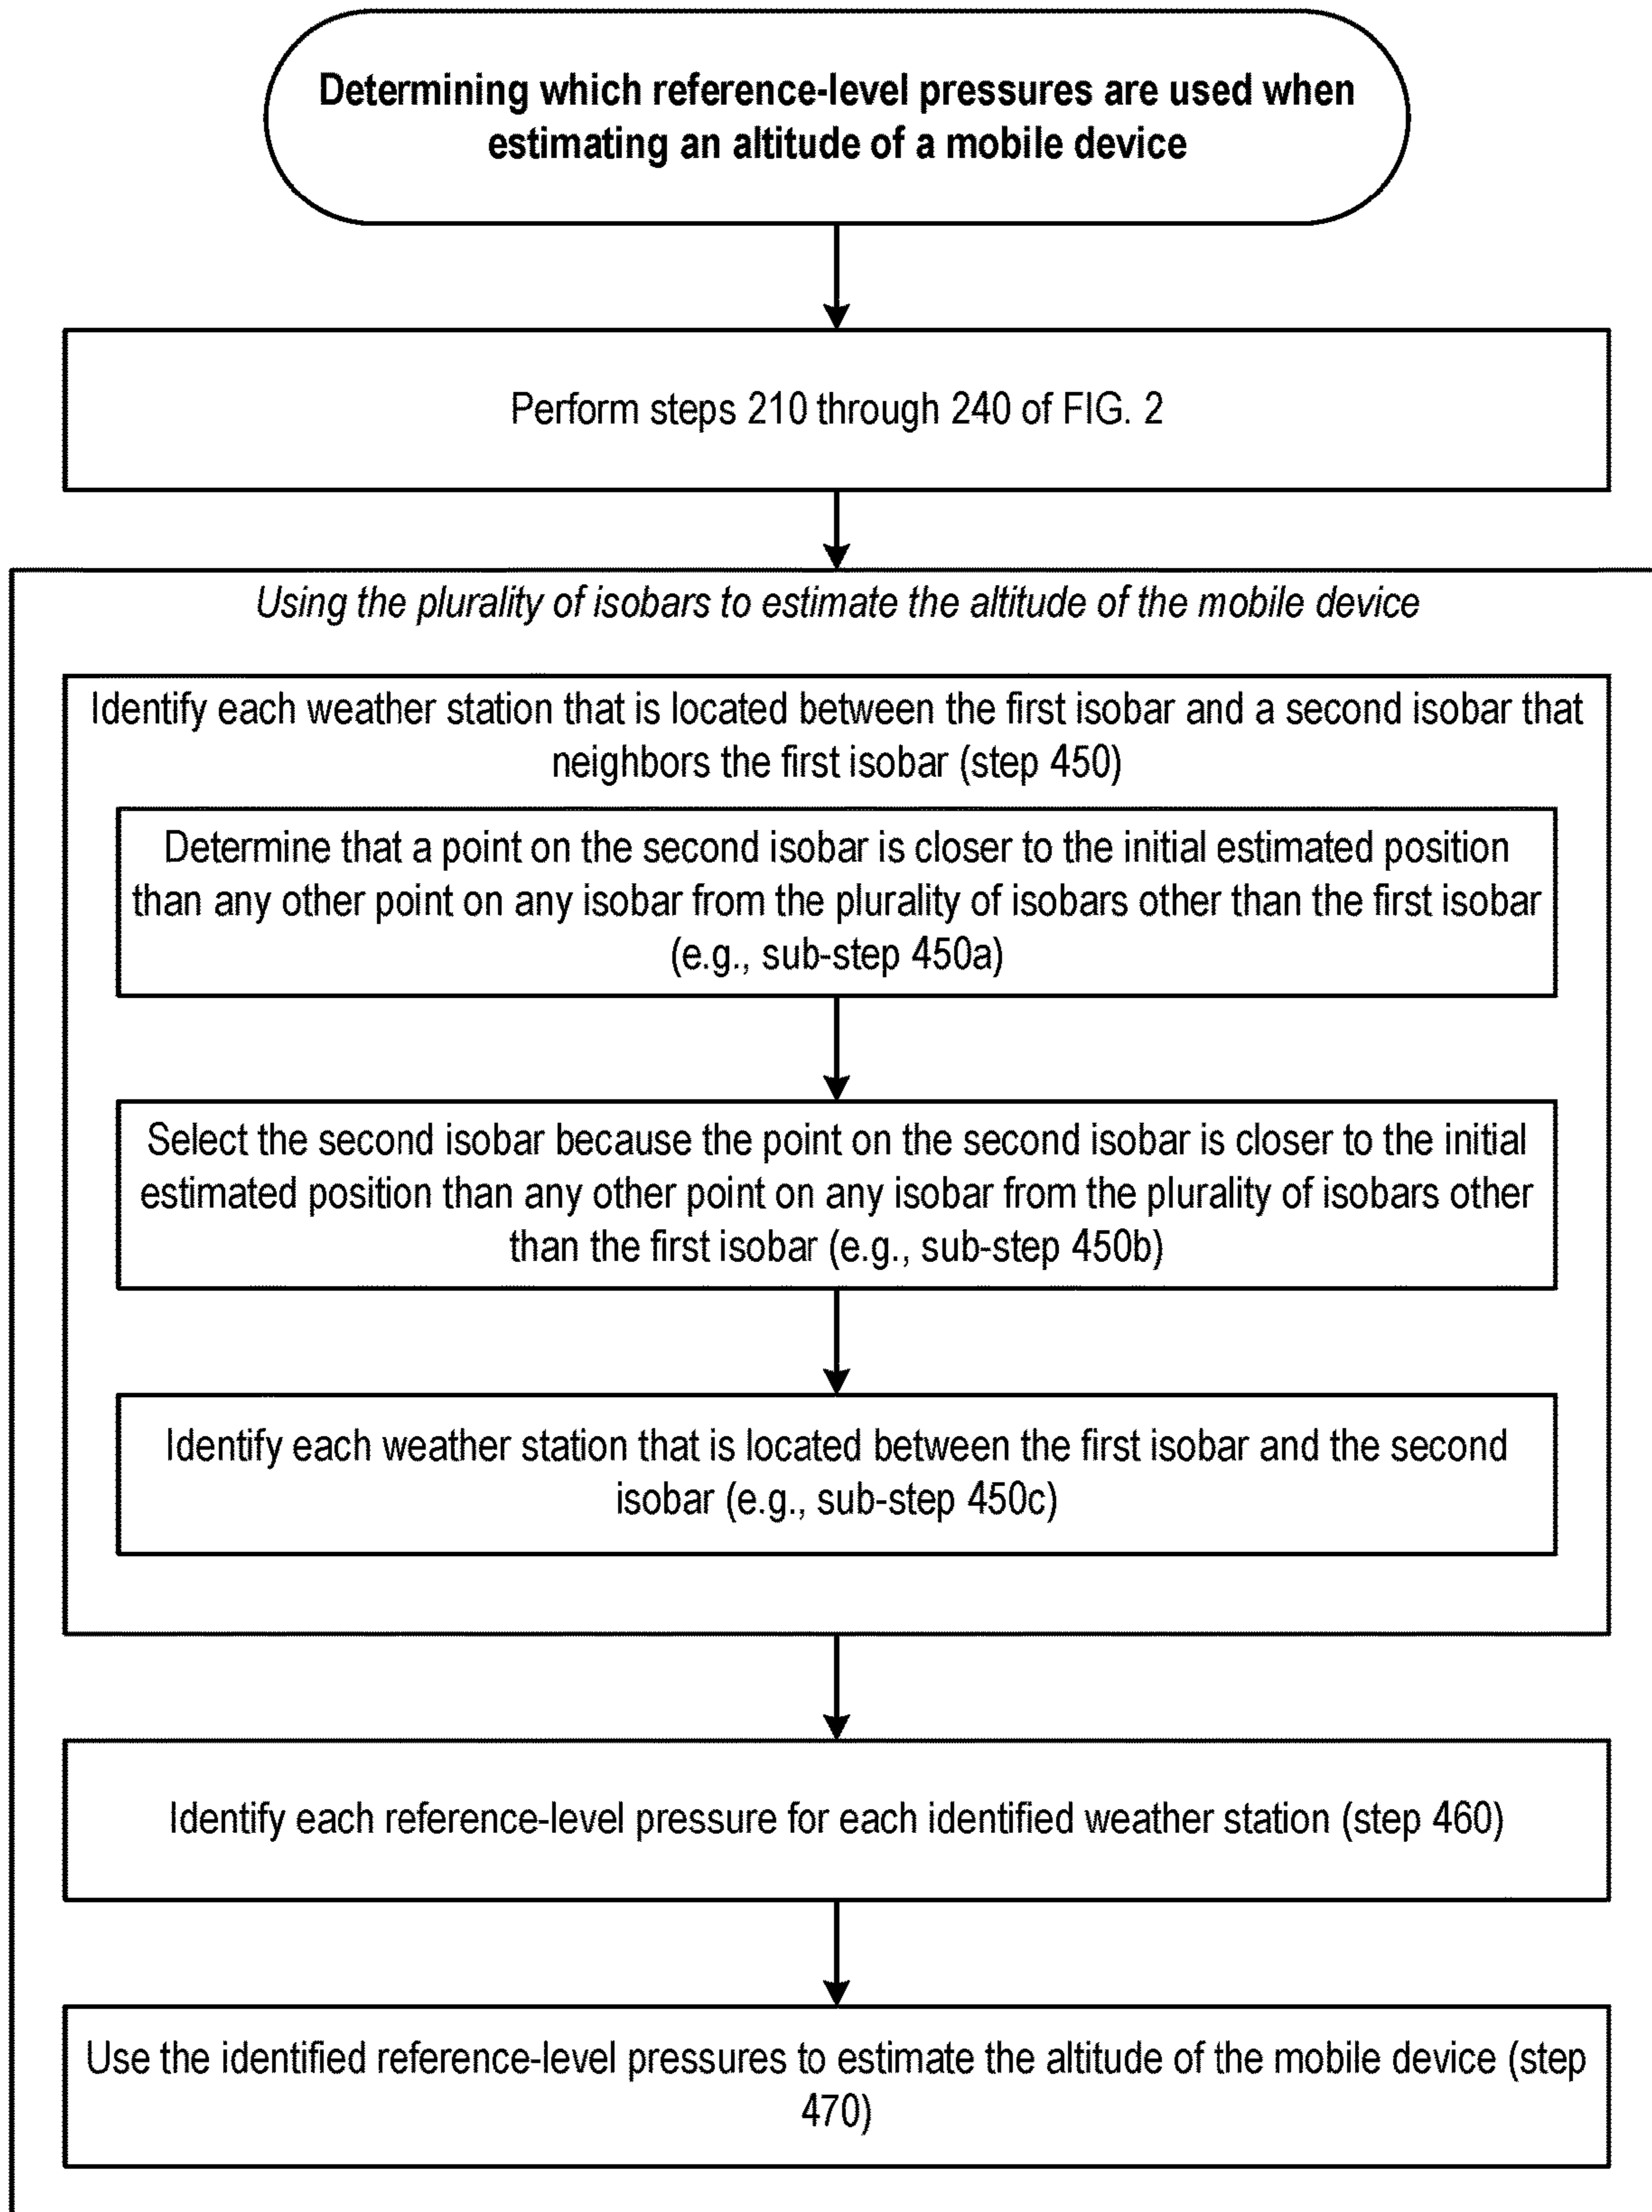 Determining which reference-level pressures are used when
estimating an altitude of a mobile device
Perform steps 210 through 240 of FIG. 2
Using the plurality of isobars to estimate the altitude of the mobile device
Identify each weather station that is located between the first isobar and a second isobar that
neighbors the first isobar (step 450)
Determine that a point on the second isobar is closer to the initial estimated position
than any other point on any isobar from the plurality of isobars other than the first isobar
(e.g., sub-step 450a)
Select the second isobar because the point on the second isobar is closer to the initial
estimated position than any other point on any isobar from the plurality of isobars other
than the first isobar (e.g., sub-step 450b)
Identify each weather station that is located between the first isobar and the second
isobar (e.g., sub-step 450c)
Identify each reference-level pressure for each identified weather station (step 460)
Use the identified reference-level pressures to estimate the altitude of the mobile device (step
470)